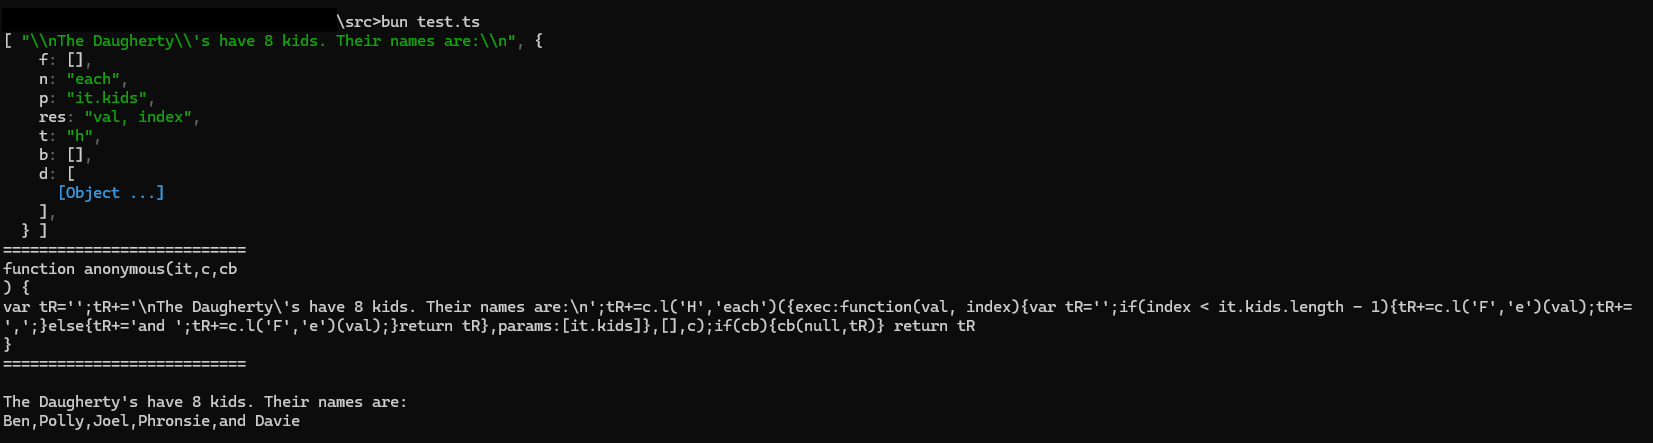 \src>bun test.ts
[ "\\nThe Daugherty\\'s have 8 kids. Their names are:\\n", {
    f: [],
    n: "each",
    p: "it.kids",
    res: "val, index",
    t: "h",
    b: [],
    d: [
      [Object ...]
    ],
  } ]
===========================
function anonymous(it,c,cb
) {
var tR='';tR+='\nThe Daugherty\'s have 8 kids. Their names are:\n';tR+=c.l('H','each')({exec:function(val, index){var tR='';if(index < it.kids.length - 1){tR+=c.l('F','e')(val);tR+=
',';}else{tR+='and ';tR+=c.l('F','e')(val);}return tR},params:[it.kids]},[],c);if(cb){cb(null,tR)} return tR
}
===========================

The Daugherty's have 8 kids. Their names are:
Ben,Polly,Joel,Phronsie,and Davie